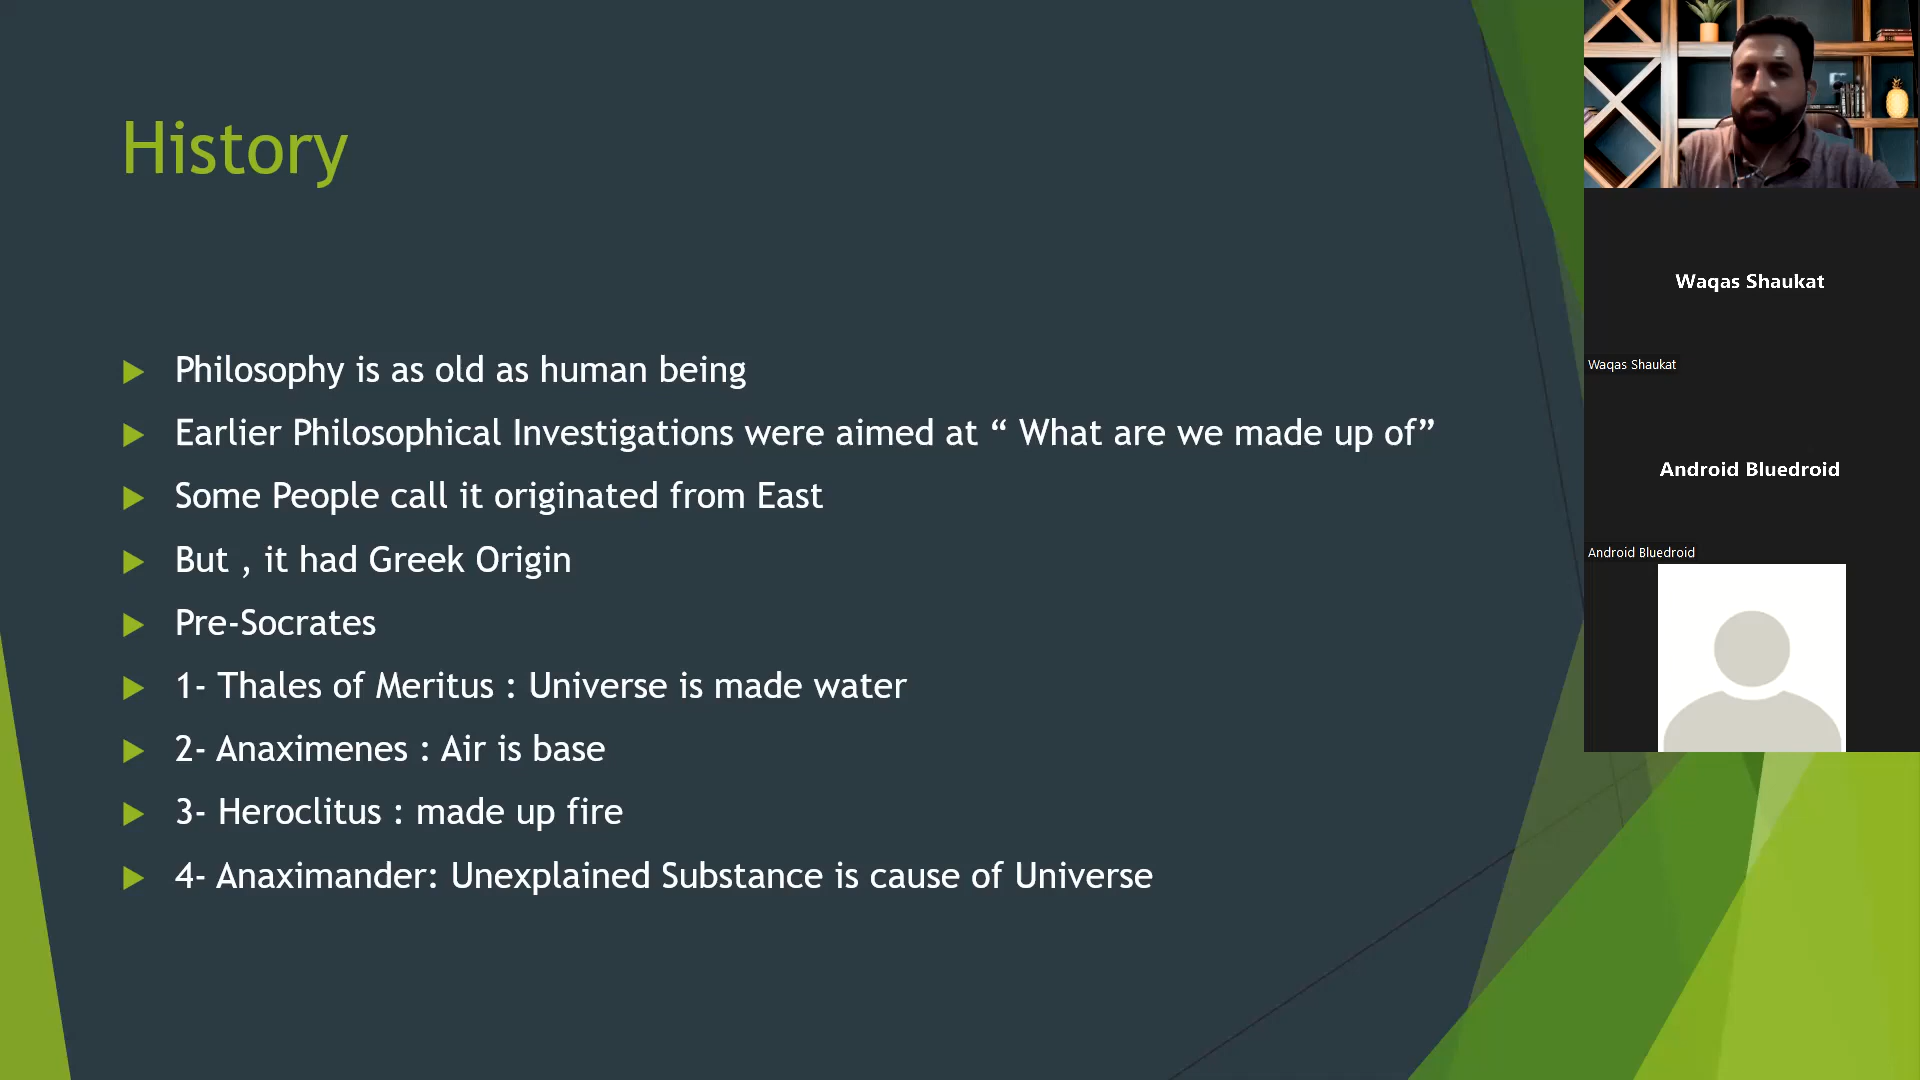 History
Philosophy is as old as human being
Earlier Philosophical Investigations were aimed at “ What are we made up of”
Some People call it originated from East
But , it had Greek Origin
Pre-Socrates
1- Thales of Meritus : Universe is made water
2- Anaximenes : Air is base
3- Heroclitus : made up fire
4- Anaximander: Unexplained Substance is cause of Universe
Waqas Shaukat
Waqas Shaukat
Android Bluedroid
Android Bluedroid